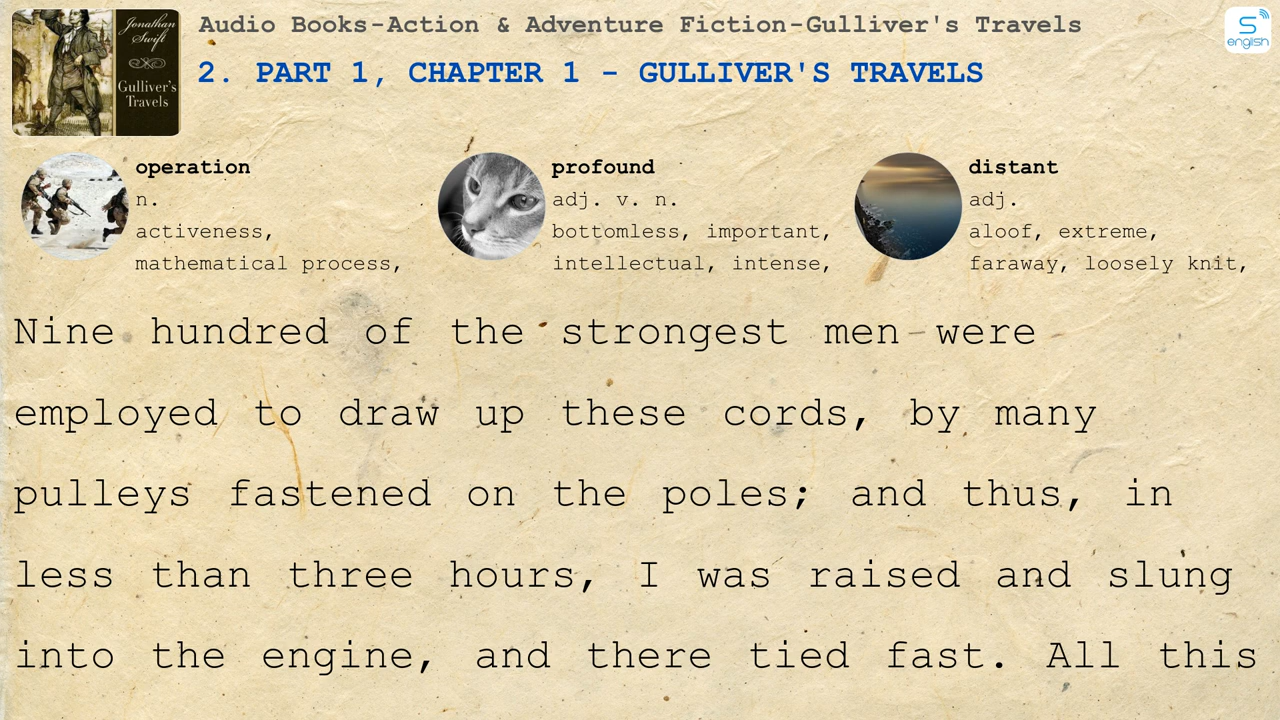 Jonathan
Swift
Gulliver's
Travels
Audio Books-Action & Adventure Fiction-Gulliver's Travels
2. PART 1, CHAPTER 1 - GULLIVER'S TRAVELS
S
english
operation
n.
activeness,
mathematical process,
profound
adj. v. n.
bottomless, important,
intellectual, intense,
distant
adj.
aloof, extreme,
faraway, loosely knit,
Nine hundred of the strongest men were
employed to draw up these cords, by many
pulleys fastened on the poles; and thus, in
less than three hours, I was raised and slung
into the engine, and there tied fast. All this